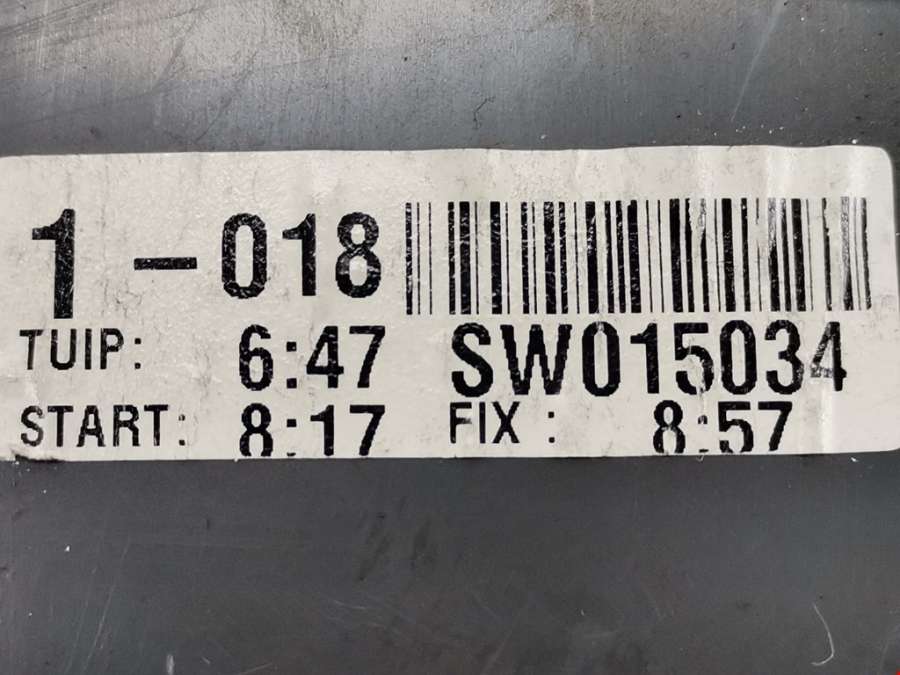 1-018
TUIP: 6:47 SW015034
START: 8:17 FIX : 8:57